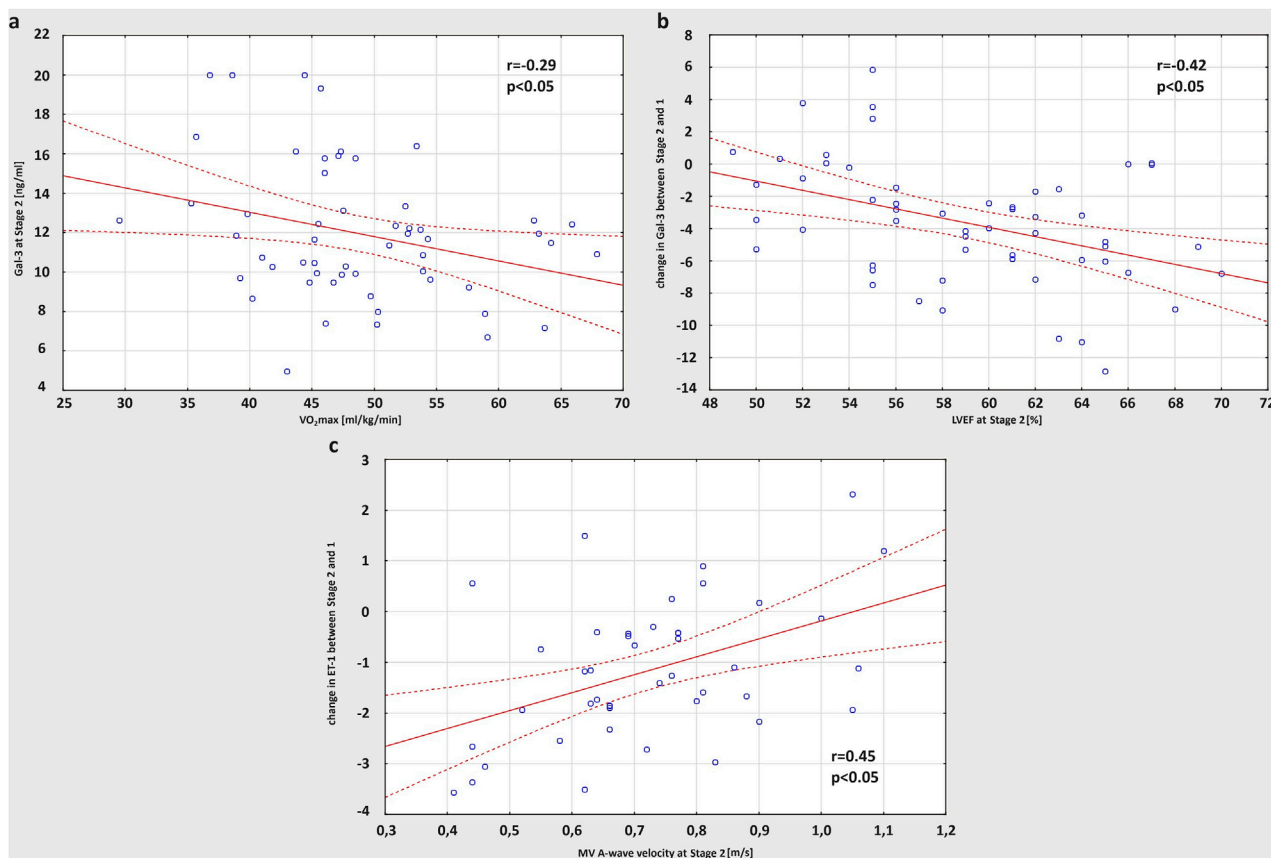 a
22
20
18
16
14
12
10
8
6
4
Gal-3 at Stage 2 [ng/ml]
r=-0.29
p<0.05
25 30 35 40 45 50 55 60 65 70
VO₂max [ml/kg/min]
b
8
6
4
2
0
-2
-4
-6
-8
-10
-12
-14
change in Gal-3 between Stage 2 and 1
r=-0.42
p<0.05
48 50 52 54 56 58 60 62 64 66 68 70 72
LVEF at Stage 2 [%]
c
3
2
1
0
-1
-2
-3
-4
change in ET-1 between Stage 2 and 1
r=0.45
p<0.05
0,3 0,4 0,5 0,6 0,7 0,8 0,9 1,0 1,1 1,2
MV A-wave velocity at Stage 2 [m/s]